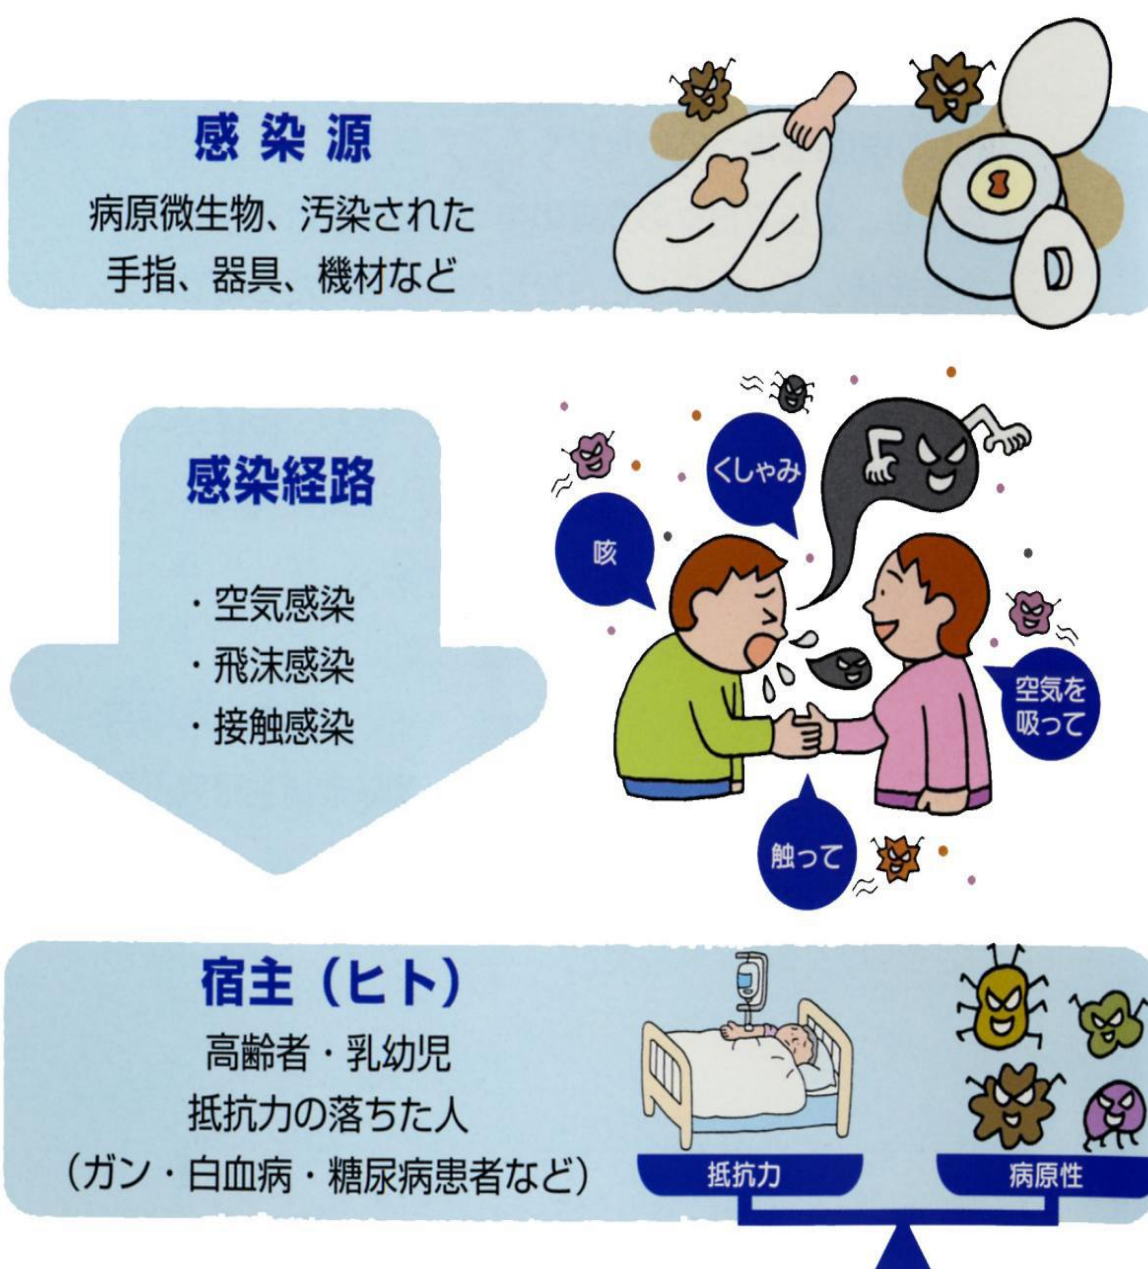 感染源
病原微生物、汚染された
手指、器具、機材など
感染経路
・空気感染
・飛沫感染
・接触感染
くしゃみ
咳
空気を
吸って
触って
宿主（ヒト）
高齢者・乳幼児
抵抗力の落ちた人
（ガン・白血病・糖尿病患者など）
抵抗力
病原性